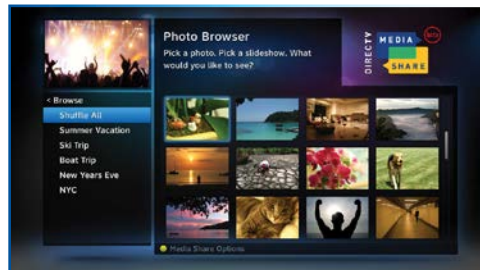 Photo Browser
Pick a photo. Pick a slideshow. What
would you like to see?
DIRECTV
MEDIA
BETA
SHARE
< Browse
Shuffle All
Summer Vacation
Ski Trip
Boat Trip
New Years Eve
NYC
Media Share Options